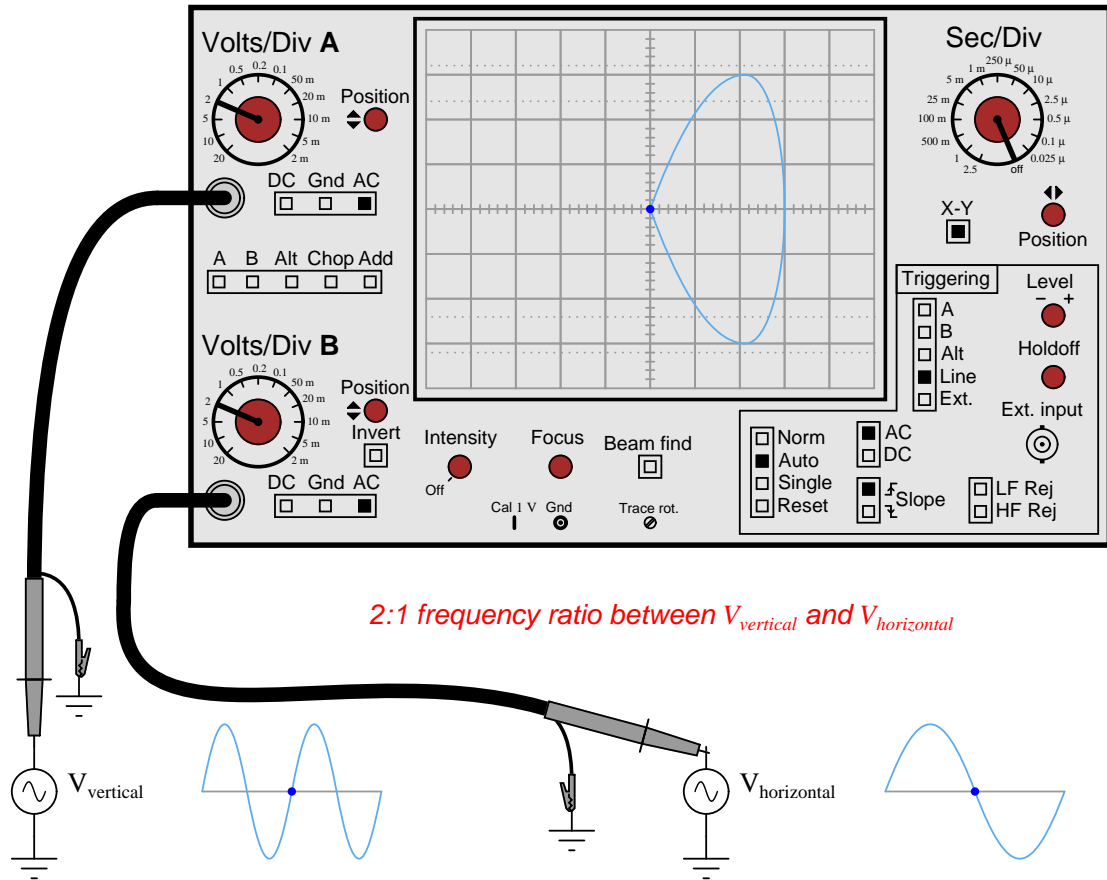 Volts/Div A
20 10 5 2 1 0.5 0.2 0.1 50 m 20 m 10 m 5 m 2 m
Position
DC Gnd AC
A B Alt Chop Add
Volts/Div B
20 10 5 2 1 0.5 0.2 0.1 50 m 20 m 10 m 5 m 2 m
Position
Invert
DC Gnd AC
Intensity
Off
Focus
Beam find
Cal 1 V Gnd
Trace rot.
Sec/Div
2.5 1 500 m 100 m 25 m 5 m 1 m 250 µ 50 µ 10 µ 2.5 µ 0.5 µ 0.1 µ 0.025 µ off
X-Y
Position
Triggering
A
B
Alt
Line
Ext.
Level
− +
Holdoff
Ext. input
Norm
Auto
Single
Reset
AC
DC
Slope
LF Rej
HF Rej
2:1 frequency ratio between Vvertical and Vhorizontal
Vvertical
Vhorizontal